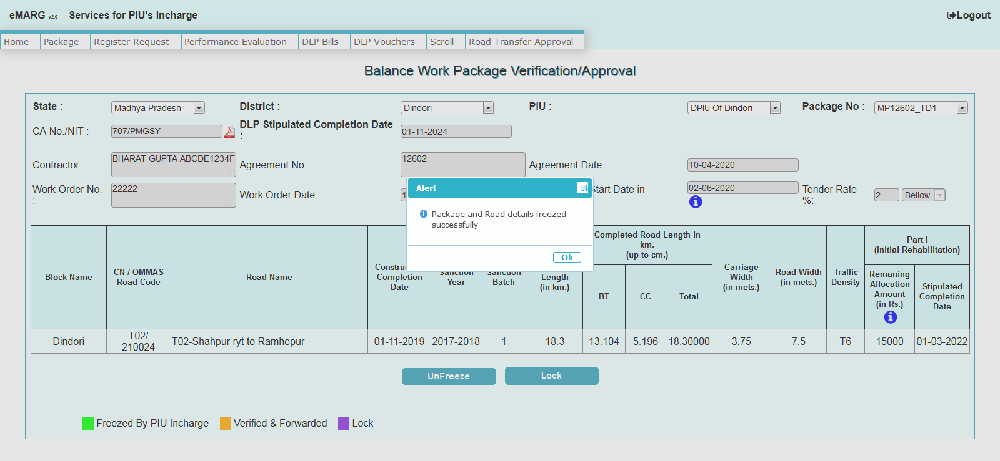 eMARG v2.0 Services for PIU's Incharge
Logout
Home Package Register Request Performance Evaluation DLP Bills DLP Vouchers Scroll Road Transfer Approval
Balance Work Package Verification/Approval
State : Madhya Pradesh District : Dindori PIU : DPIU Of Dindori Package No : MP12602_TD1
CA No./NIT : 707/PMGSY DLP Stipulated Completion Date : 01-11-2024
Contractor : BHARAT GUPTA ABCDE1234F Agreement No : 12602 Agreement Date : 10-04-2020
Work Order No. : 22222 Work Order Date : 1 Start Date in 02-06-2020 Tender Rate %: 2 Bellow
Alert
Package and Road details freezed
successfully
Ok
Block Name
CN / OMMAS
Road Code
Road Name
Constru
Completion
Date
Sanction
Year
Sanction
Batch
Length
(in km.)
Completed Road Length in
km.
(up to cm.)
BT
CC
Total
Carriage
Width
(in mets.)
Road Width
(in mets.)
Traffic
Density
Part-I
(Initial Rehabilitation)
Remaning
Allocation
Amount
(in Rs.)
Stipulated
Completion
Date
Dindori T02/ 210024 T02-Shahpur ryt to Ramhepur 01-11-2019 2017-2018 1 18.3 13.104 5.196 18.30000 3.75 7.5 T6 15000 01-03-2022
UnFreeze Lock
Freezed By PIU Incharge Verified & Forwarded Lock